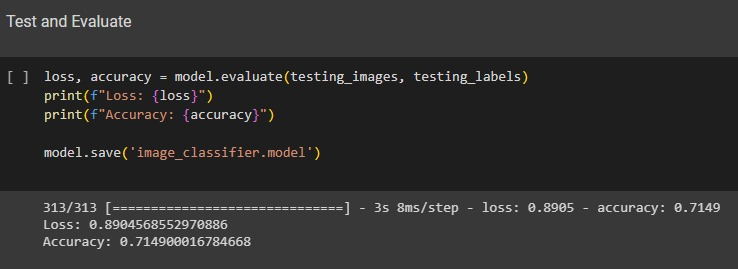 Test and Evaluate
[ ] loss, accuracy = model.evaluate(testing_images, testing_labels)
print(f"Loss: {loss}")
print(f"Accuracy: {accuracy}")
model.save('image_classifier.model')
313/313 [==============================] - 3s 8ms/step - loss: 0.8905 - accuracy: 0.7149
Loss: 0.8904568552970886
Accuracy: 0.714900016784668